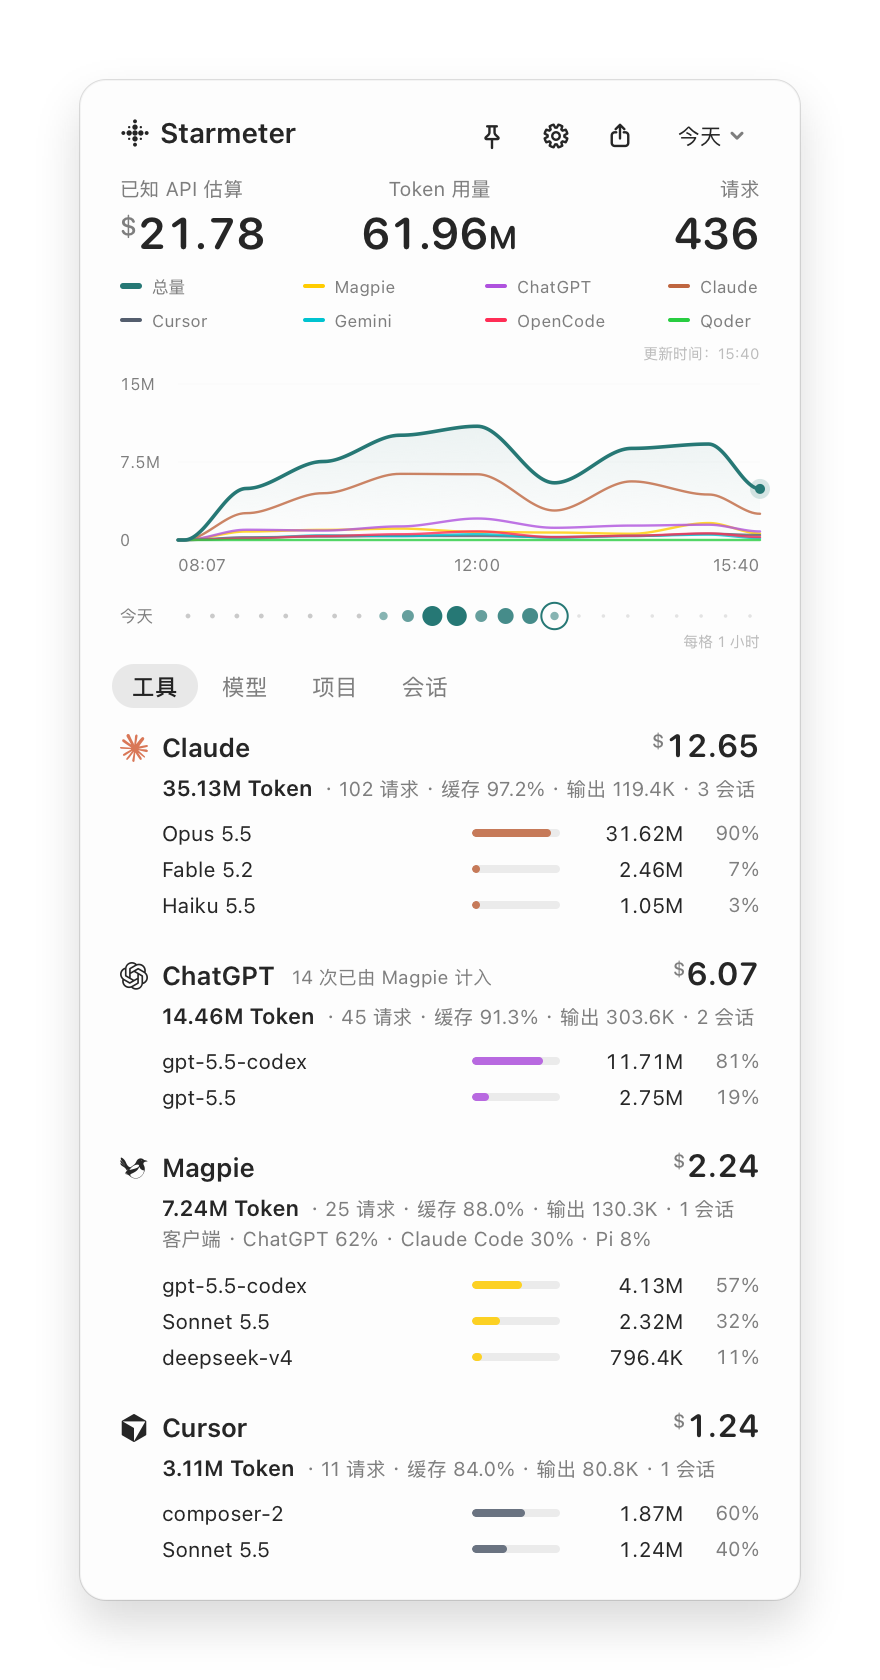 Starmeter 今天
已知 API 估算 Token 用量 请求
$21.78 61.96M 436
总量 Magpie ChatGPT Claude
Cursor Gemini OpenCode Qoder
更新时间：15:40
15M
7.5M
0
08:07 12:00 15:40
今天
每格 1 小时
工具 模型 项目 会话
Claude $12.65
35.13M Token · 102 请求 · 缓存 97.2% · 输出 119.4K · 3 会话
Opus 5.5 31.62M 90%
Fable 5.2 2.46M 7%
Haiku 5.5 1.05M 3%
ChatGPT 14 次已由 Magpie 计入 $6.07
14.46M Token · 45 请求 · 缓存 91.3% · 输出 303.6K · 2 会话
gpt-5.5-codex 11.71M 81%
gpt-5.5 2.75M 19%
Magpie $2.24
7.24M Token · 25 请求 · 缓存 88.0% · 输出 130.3K · 1 会话
客户端 · ChatGPT 62% · Claude Code 30% · Pi 8%
gpt-5.5-codex 4.13M 57%
Sonnet 5.5 2.32M 32%
deepseek-v4 796.4K 11%
Cursor $1.24
3.11M Token · 11 请求 · 缓存 84.0% · 输出 80.8K · 1 会话
composer-2 1.87M 60%
Sonnet 5.5 1.24M 40%